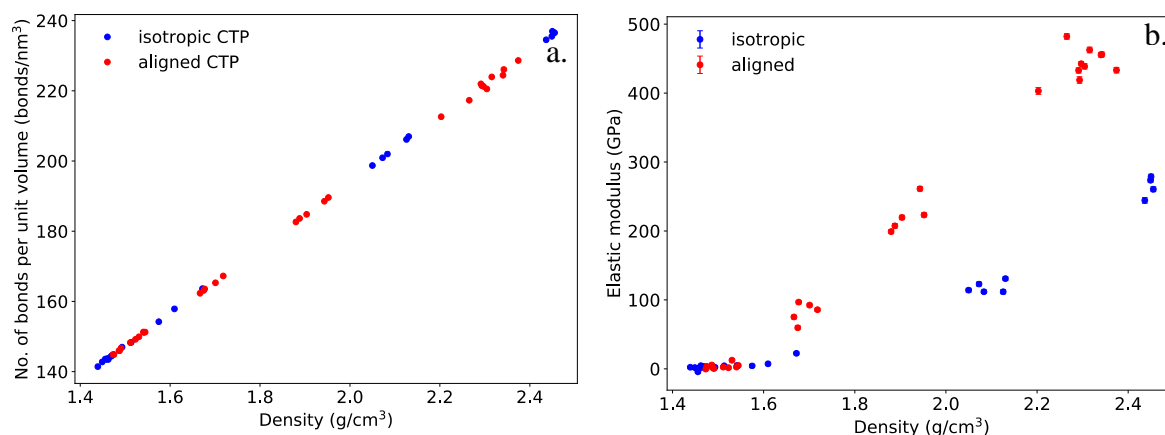 240
220
200
180
160
140
No. of bonds per unit volume (bonds/nm³)
isotropic CTP
aligned CTP
a.
1.4 1.6 1.8 2.0 2.2 2.4
Density (g/cm³)
500
400
300
200
100
0
Elastic modulus (GPa)
isotropic
aligned
b.
1.4 1.6 1.8 2.0 2.2 2.4
Density (g/cm³)